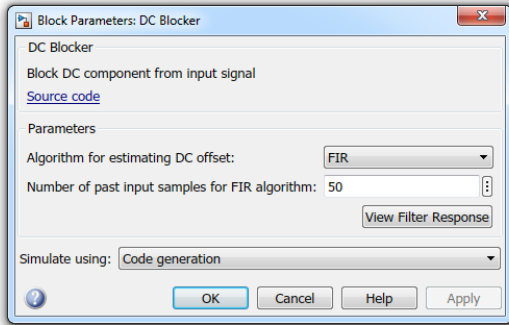 Block Parameters: DC Blocker
DC Blocker
Block DC component from input signal
Source code
Parameters
Algorithm for estimating DC offset: FIR
Number of past input samples for FIR algorithm: 50
View Filter Response
Simulate using: Code generation
OK Cancel Help Apply